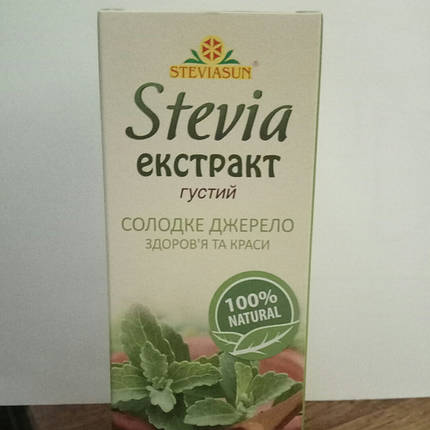 STEVIASUN
Stevia
екстракт
густий
СОЛОДКЕ ДЖЕРЕЛО
ЗДОРОВ'Я ТА КРАСИ
100%
NATURAL